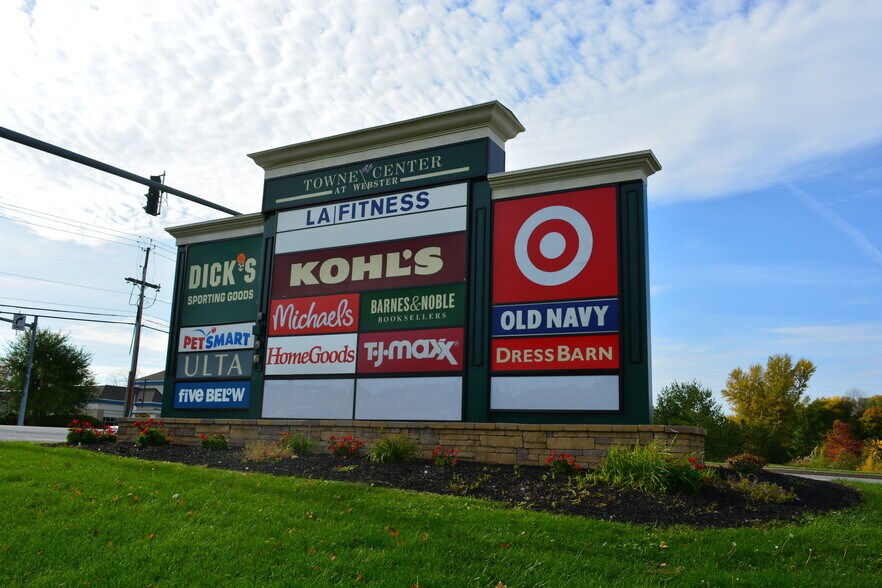 TOWNE CENTER
AT WEBSTER
LA FITNESS
DICK'S
SPORTING GOODS
KOHL'S
PETSMART
ULTA
five BELOW
Michaels
BARNES & NOBLE
BOOKSELLERS
HomeGoods
T·J·maxx
OLD NAVY
DRESSBARN